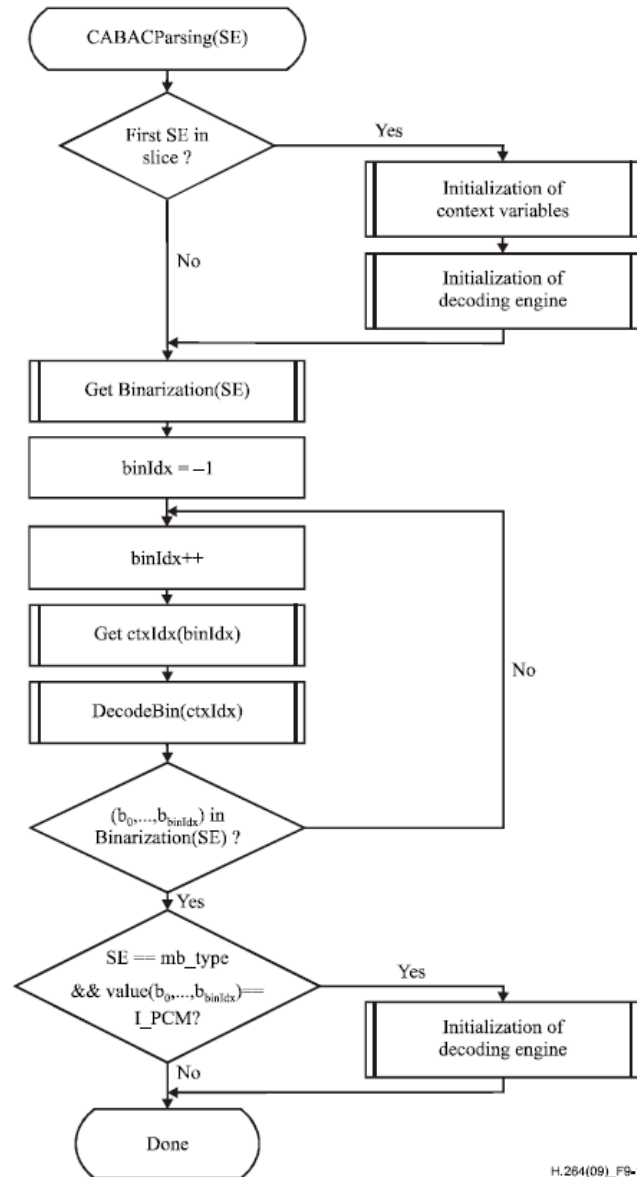 CABACParsing(SE)
First SE in
slice ?
Yes
Initialization of
context variables
No
Initialization of
decoding engine
Get Binarization(SE)
binIdx = –1
binIdx++
Get ctxIdx(binIdx)
No
DecodeBin(ctxIdx)
(b0,...,bbinIdx) in
Binarization(SE) ?
Yes
SE == mb_type
&& value(b0,...,bbinIdx)==
I_PCM?
Yes
Initialization of
decoding engine
No
Done
H.264(09)_F9-